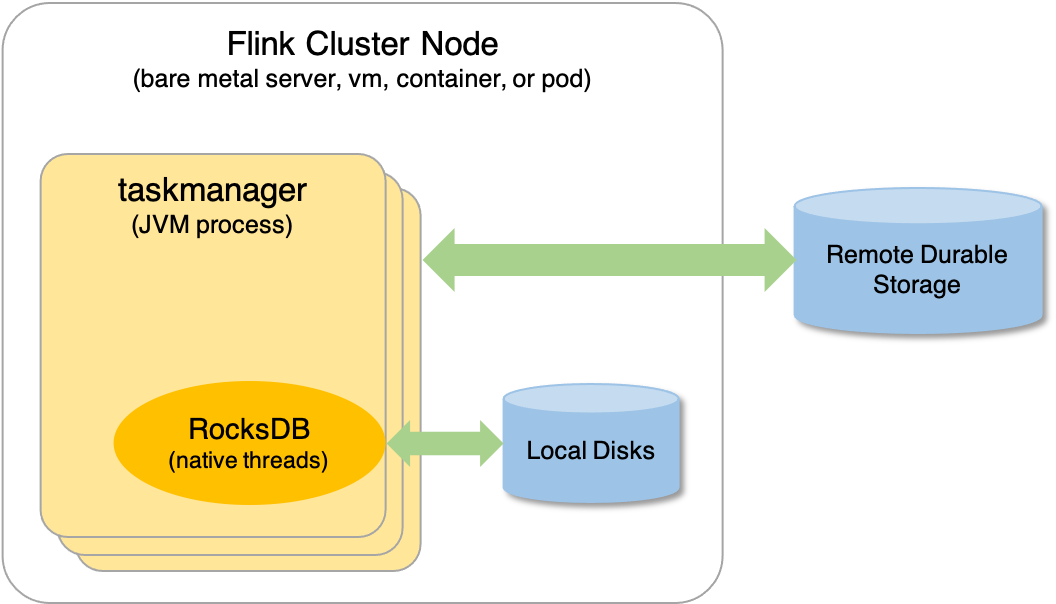 Flink Cluster Node
(bare metal server, vm, container, or pod)
taskmanager
(JVM process)
Remote Durable
Storage
RocksDB
(native threads)
Local Disks